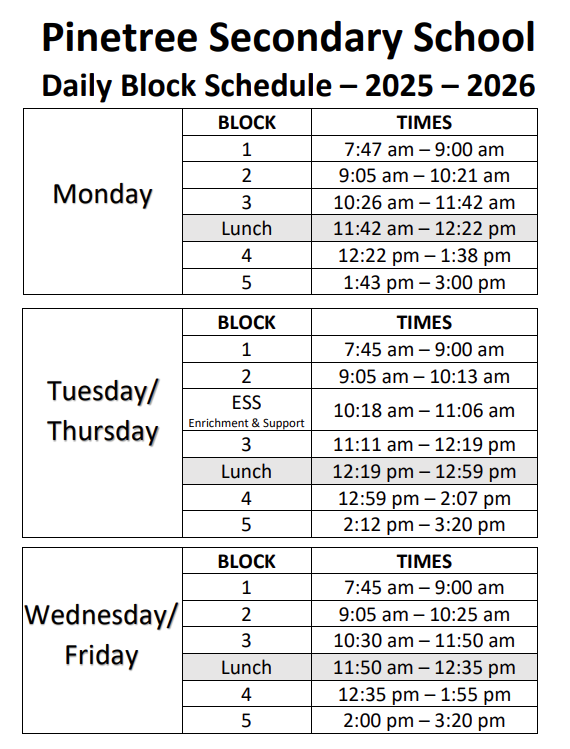 Pinetree Secondary School
Daily Block Schedule – 2025 – 2026
Monday
BLOCK TIMES
1 7:47 am – 9:00 am
2 9:05 am – 10:21 am
3 10:26 am – 11:42 am
Lunch 11:42 am – 12:22 pm
4 12:22 pm – 1:38 pm
5 1:43 pm – 3:00 pm
Tuesday/
Thursday
BLOCK TIMES
1 7:45 am – 9:00 am
2 9:05 am – 10:13 am
ESS
Enrichment & Support
10:18 am – 11:06 am
3 11:11 am – 12:19 pm
Lunch 12:19 pm – 12:59 pm
4 12:59 pm – 2:07 pm
5 2:12 pm – 3:20 pm
Wednesday/
Friday
BLOCK TIMES
1 7:45 am – 9:00 am
2 9:05 am – 10:25 am
3 10:30 am – 11:50 am
Lunch 11:50 am – 12:35 pm
4 12:35 pm – 1:55 pm
5 2:00 pm – 3:20 pm